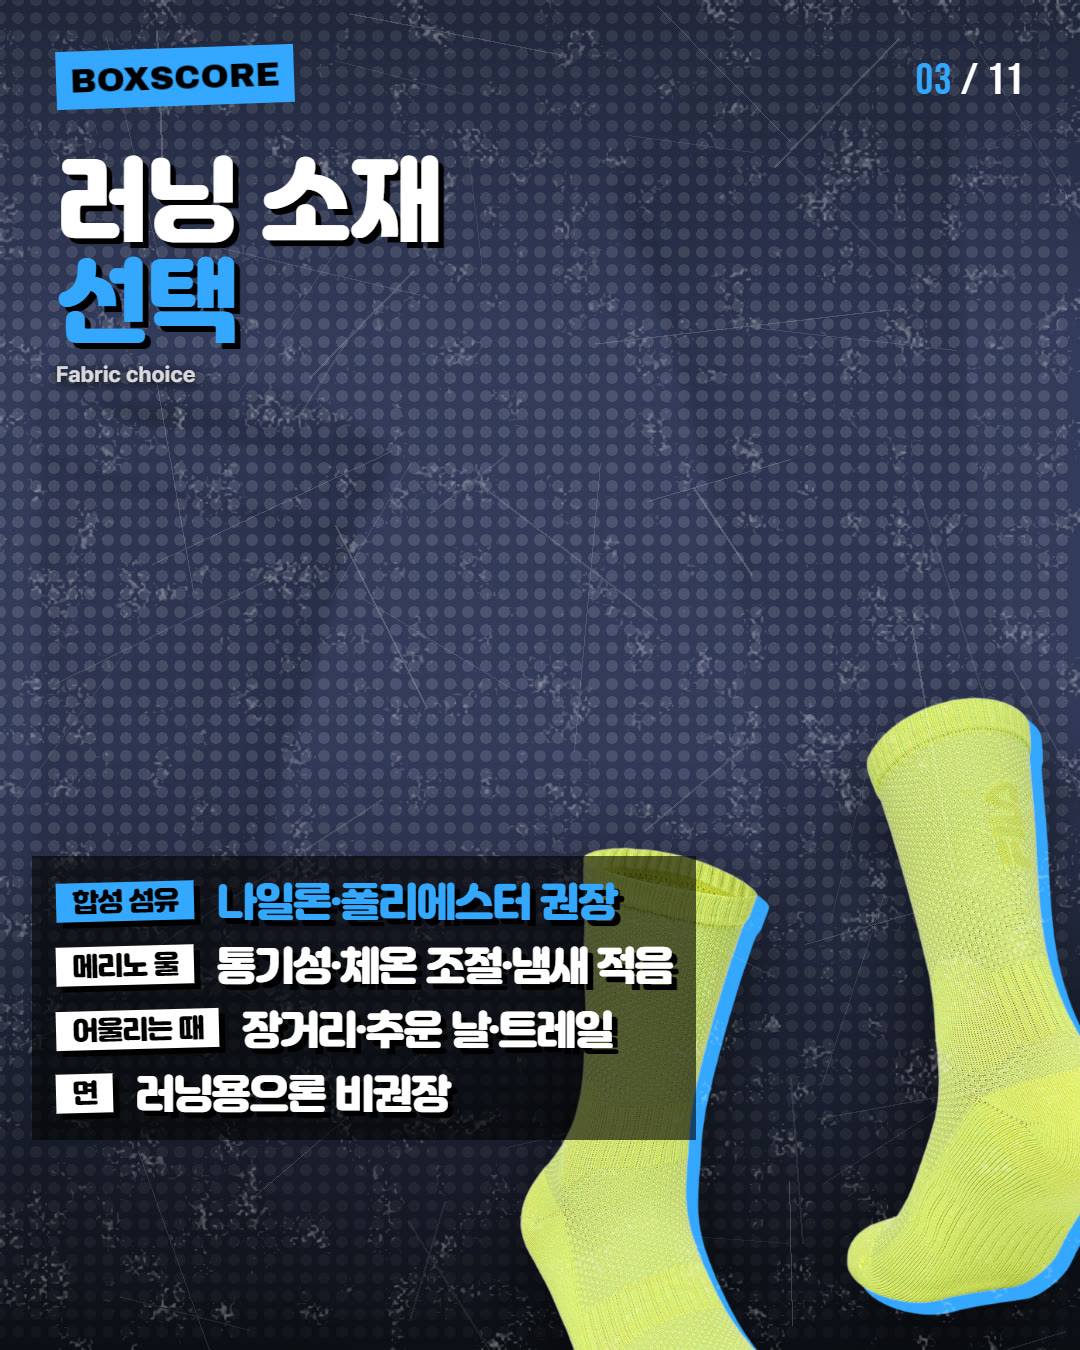 BOXSCORE
03 / 11
러닝 소재
선택
Fabric choice
합성 섬유 나일론·폴리에스터 권장
메리노 울 통기성·체온 조절·냄새 적음
어울리는 때 장거리·추운 날·트레일
면 러닝용으론 비권장